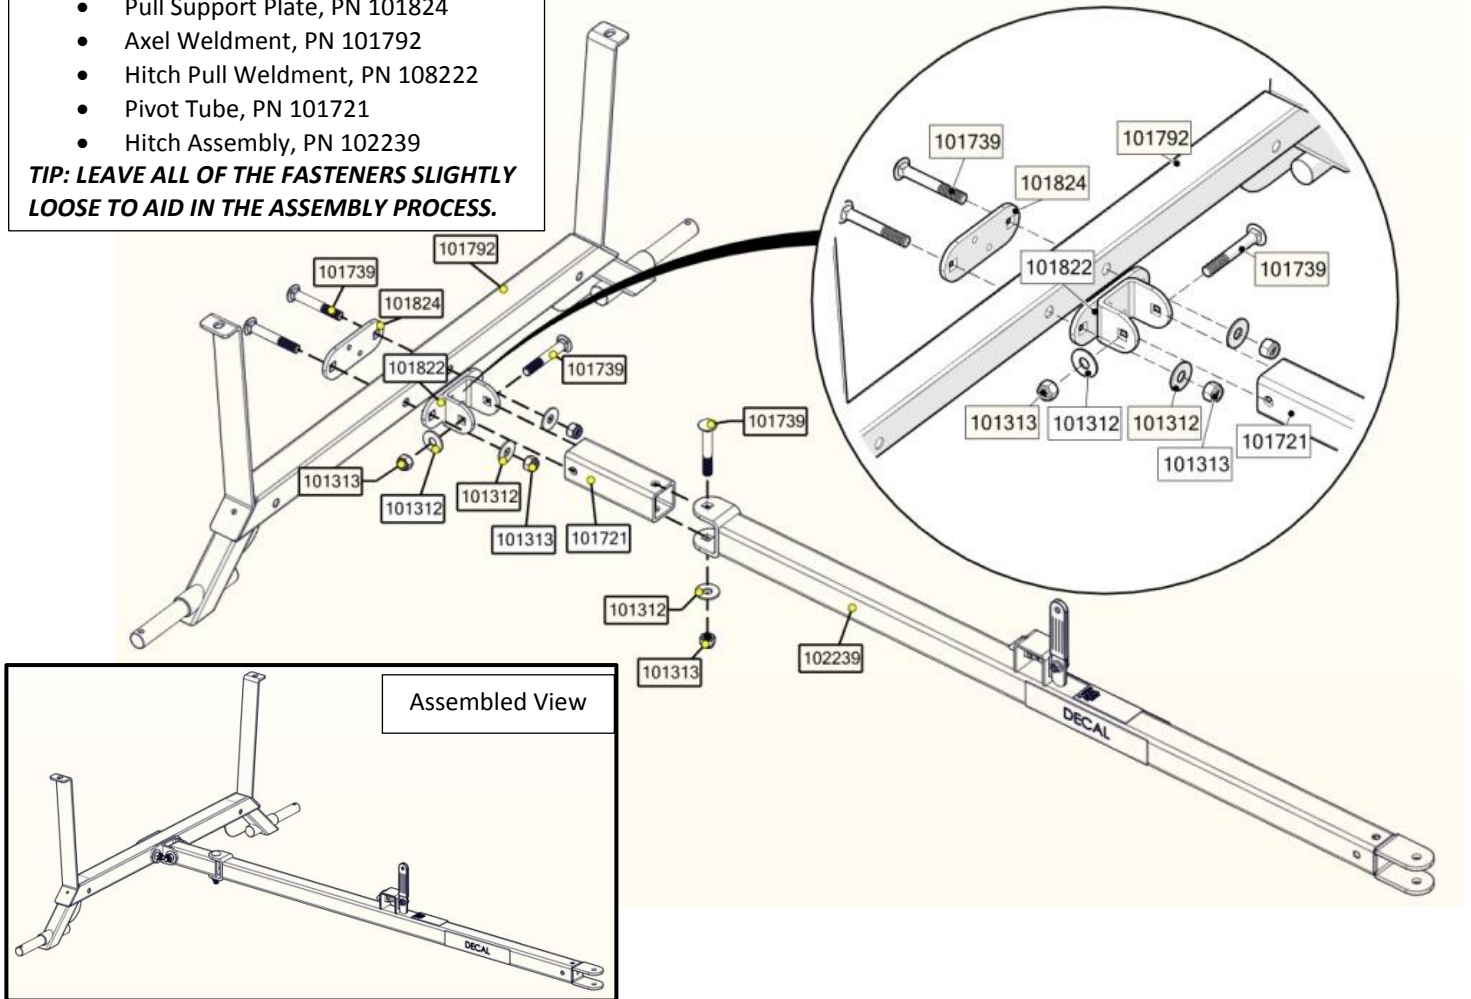 • Pull Support Plate, PN 101824
• Axel Weldment, PN 101792
• Hitch Pull Weldment, PN 108222
• Pivot Tube, PN 101721
• Hitch Assembly, PN 102239
TIP: LEAVE ALL OF THE FASTENERS SLIGHTLY
LOOSE TO AID IN THE ASSEMBLY PROCESS.
101792
101739
101824
101822
101739
101313
101312
101312
101313
101721
101739
101312
101313
102239
DECAL
101739
101792
101824
101822
101739
101313
101312
101312
101313
101721
Assembled View
DECAL